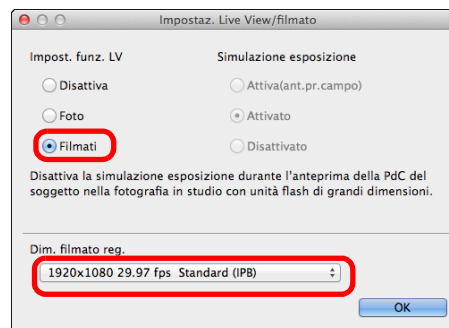 Impostaz. Live View/filmato
Impost. funz. LV
Simulazione esposizione
Disattiva
Attiva(ant.pr.campo)
Foto
Attivato
Filmati
Disattivato
Disattiva la simulazione esposizione durante l'anteprima della PdC del
soggetto nella fotografia in studio con unità flash di grandi dimensioni.
Dim. filmato reg.
1920x1080 29.97 fps Standard (IPB)
OK